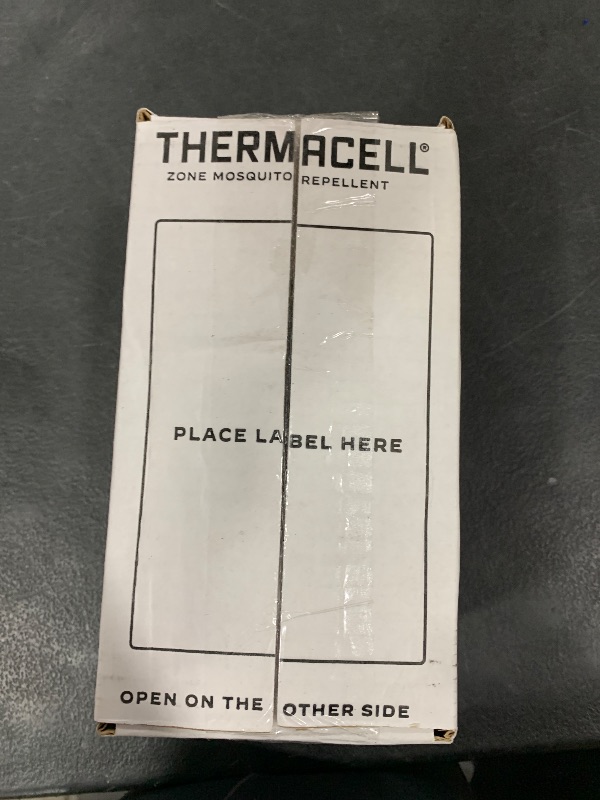 THERMACELL®
ZONE MOSQUITO REPELLENT
PLACE LABEL HERE
OPEN ON THE OTHER SIDE